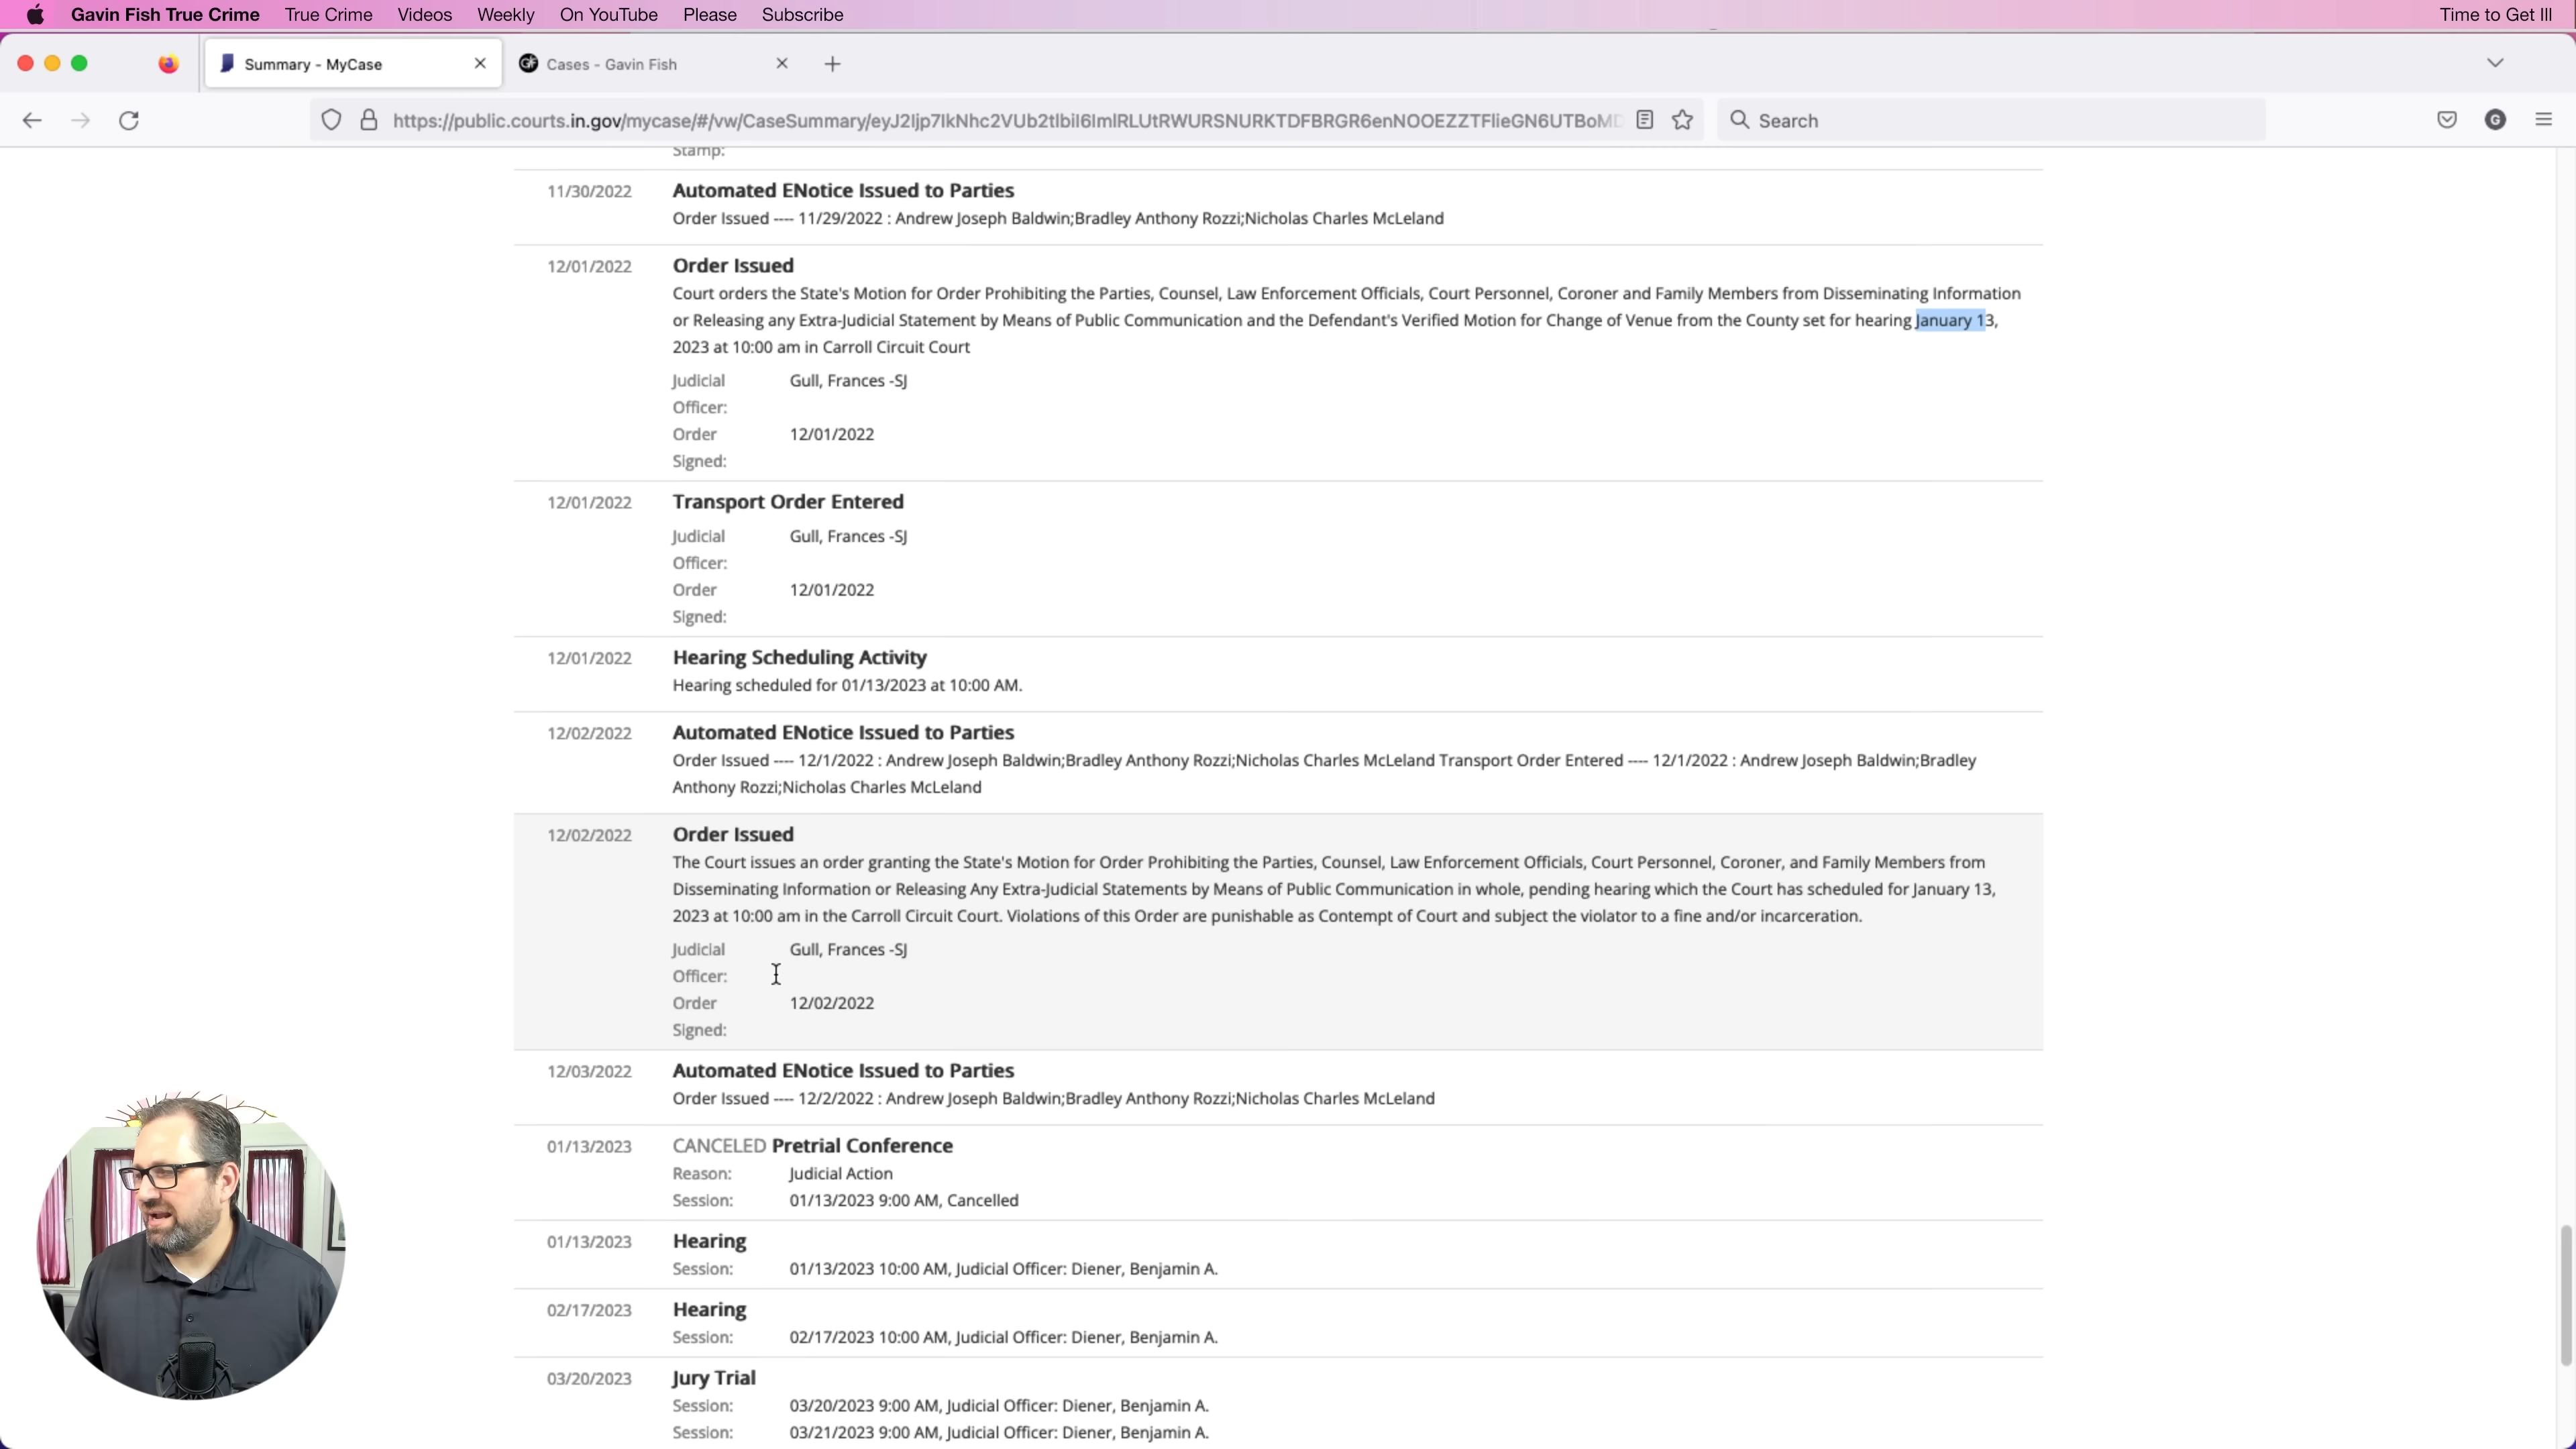 Gavin Fish True Crime True Crime Videos Weekly On YouTube Please Subscribe Time to Get Ill
Summary - MyCase
Cases - Gavin Fish
https://public.courts.in.gov/mycase/#/vw/CaseSummary/
Search
Stamp:
11/30/2022 Automated ENotice Issued to Parties
Order Issued ---- 11/29/2022 : Andrew Joseph Baldwin;Bradley Anthony Rozzi;Nicholas Charles McLeland
12/01/2022 Order Issued
Court orders the State's Motion for Order Prohibiting the Parties, Counsel, Law Enforcement Officials, Court Personnel, Coroner and Family Members from Disseminating Information
or Releasing any Extra-Judicial Statement by Means of Public Communication and the Defendant's Verified Motion for Change of Venue from the County set for hearing January 13,
2023 at 10:00 am in Carroll Circuit Court
Judicial Gull, Frances -SJ
Officer:
Order 12/01/2022
Signed:
12/01/2022 Transport Order Entered
Judicial Gull, Frances -SJ
Officer:
Order 12/01/2022
Signed:
12/01/2022 Hearing Scheduling Activity
Hearing scheduled for 01/13/2023 at 10:00 AM.
12/02/2022 Automated ENotice Issued to Parties
Order Issued ---- 12/1/2022 : Andrew Joseph Baldwin;Bradley Anthony Rozzi;Nicholas Charles McLeland Transport Order Entered ---- 12/1/2022 : Andrew Joseph Baldwin;Bradley
Anthony Rozzi;Nicholas Charles McLeland
12/02/2022 Order Issued
The Court issues an order granting the State's Motion for Order Prohibiting the Parties, Counsel, Law Enforcement Officials, Court Personnel, Coroner, and Family Members from
Disseminating Information or Releasing Any Extra-Judicial Statements by Means of Public Communication in whole, pending hearing which the Court has scheduled for January 13,
2023 at 10:00 am in the Carroll Circuit Court. Violations of this Order are punishable as Contempt of Court and subject the violator to a fine and/or incarceration.
Judicial Gull, Frances -SJ
Officer:
Order 12/02/2022
Signed:
12/03/2022 Automated ENotice Issued to Parties
Order Issued ---- 12/2/2022 : Andrew Joseph Baldwin;Bradley Anthony Rozzi;Nicholas Charles McLeland
01/13/2023 CANCELED Pretrial Conference
Reason: Judicial Action
Session: 01/13/2023 9:00 AM, Cancelled
01/13/2023 Hearing
Session: 01/13/2023 10:00 AM, Judicial Officer: Diener, Benjamin A.
02/17/2023 Hearing
Session: 02/17/2023 10:00 AM, Judicial Officer: Diener, Benjamin A.
03/20/2023 Jury Trial
Session: 03/20/2023 9:00 AM, Judicial Officer: Diener, Benjamin A.
Session: 03/21/2023 9:00 AM, Judicial Officer: Diener, Benjamin A.